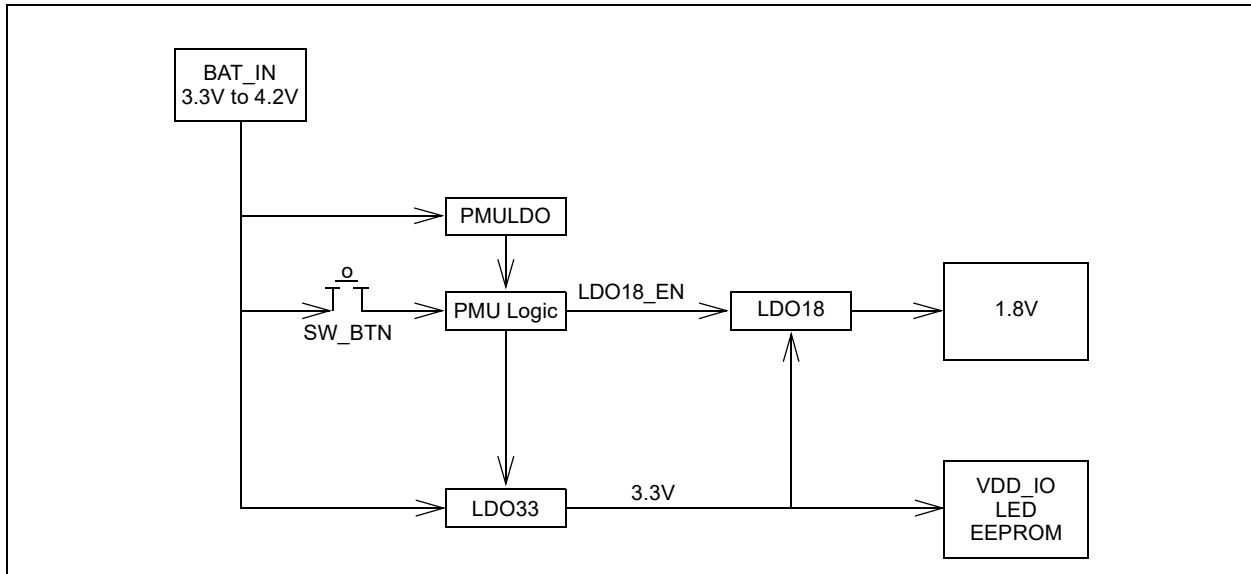 BAT_IN
3.3V to 4.2V
PMULDO
SW_BTN
PMU Logic
LDO18_EN
LDO18
1.8V
LDO33
3.3V
VDD_IO
LED
EEPROM